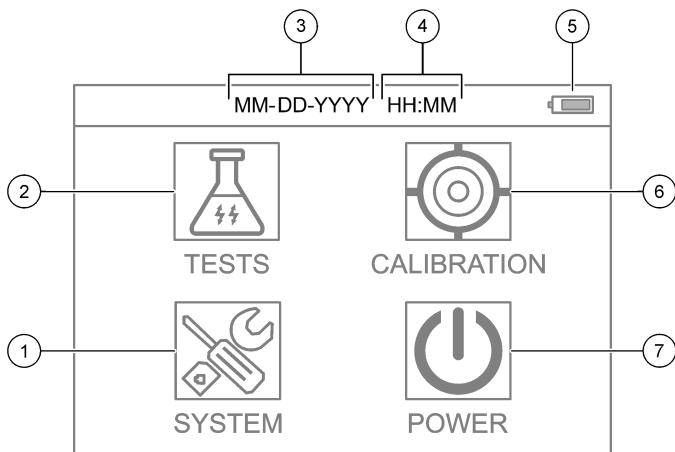 3 4 5
MM-DD-YYYY HH:MM
2 6
TESTS CALIBRATION
1 7
SYSTEM POWER